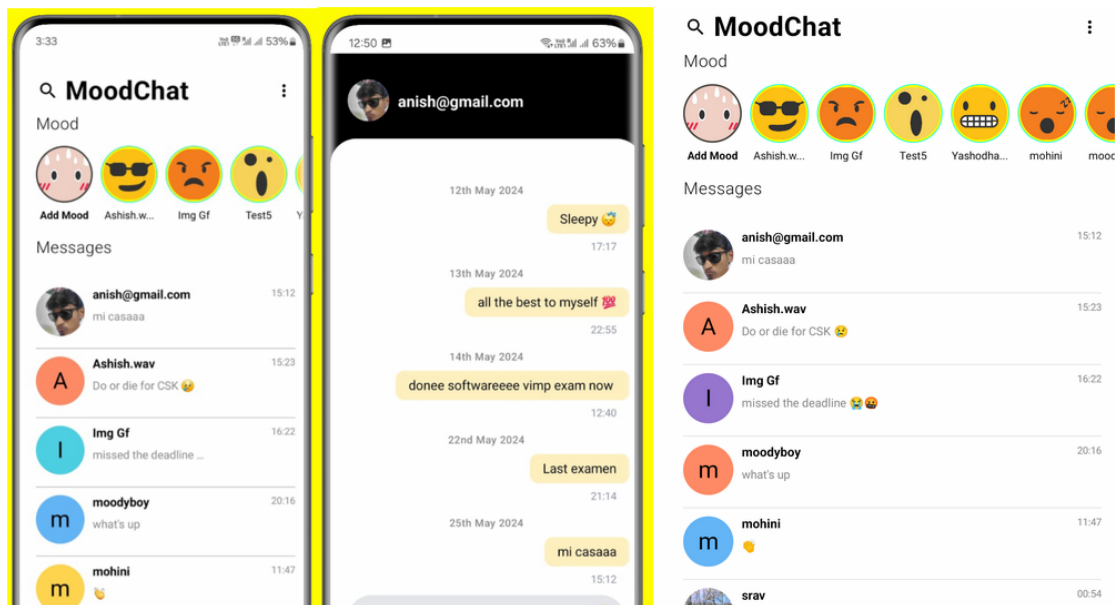 3:33
53%
MoodChat
Mood
Add Mood
Ashish.w...
Img Gf
Test5
Y
Messages
anish@gmail.com
15:12
mi casaaa
Ashish.wav
15:23
Do or die for CSK 😢
Img Gf
16:22
missed the deadline ...
moodyboy
20:16
what's up
mohini
11:47
👏
12:50
63%
anish@gmail.com
12th May 2024
Sleepy 😴
17:17
13th May 2024
all the best to myself 💯
22:55
14th May 2024
donee softwareeee vimp exam now
12:40
22nd May 2024
Last examen
21:14
25th May 2024
mi casaaa
15:12
MoodChat
Mood
Add Mood
Ashish.w...
Img Gf
Test5
Yashodha...
mohini
mood
Messages
anish@gmail.com
15:12
mi casaaa
Ashish.wav
15:23
Do or die for CSK 😢
Img Gf
16:22
missed the deadline 😭🤬
moodyboy
20:16
what's up
mohini
11:47
👏
srav
00:54